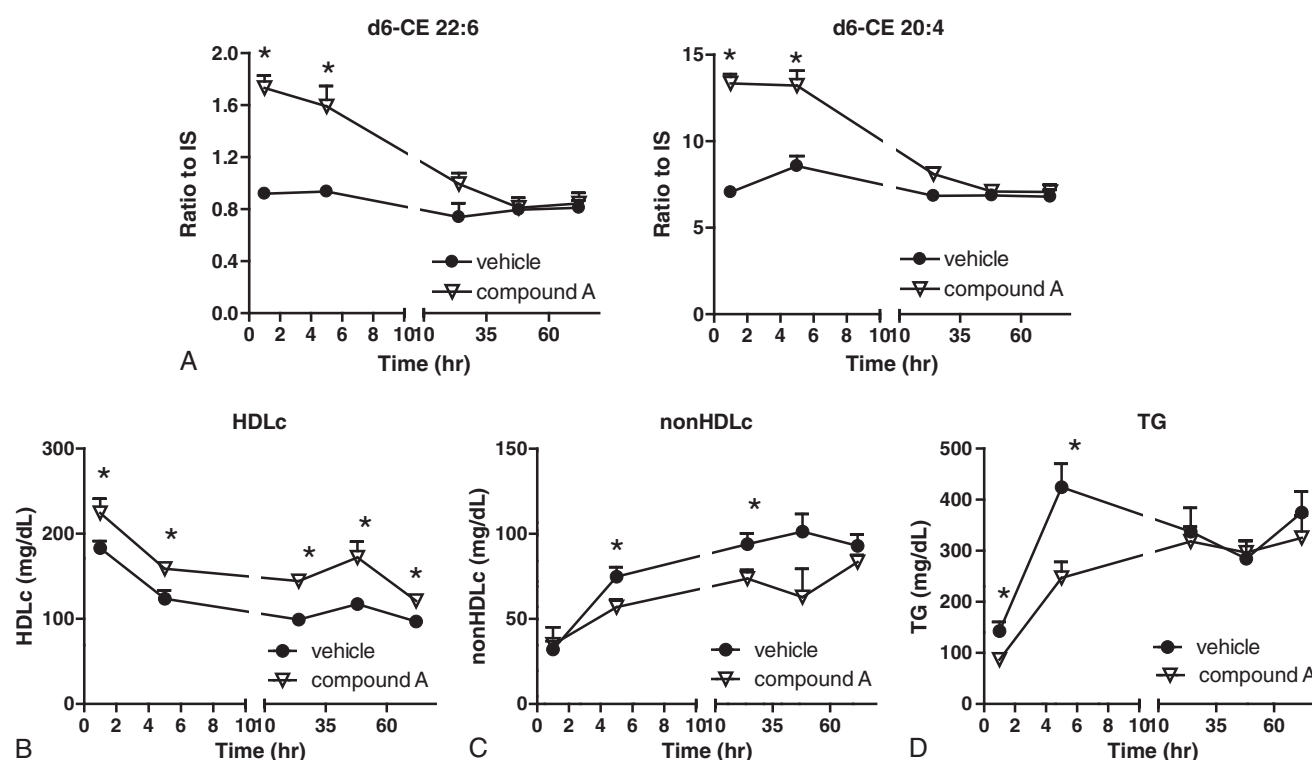 d6-CE 22:6
Ratio to IS
2.0
1.6
1.2
0.8
0.4
0.0
*
*
vehicle
compound A
0 2 4 6 8 10 10 35 60
Time (hr)
A
d6-CE 20:4
Ratio to IS
15
10
5
0
*
*
vehicle
compound A
0 2 4 6 8 10 10 35 60
Time (hr)
HDLc
HDLc (mg/dL)
300
200
100
0
*
*
*
*
*
vehicle
compound A
0 2 4 6 8 10 10 35 60
Time (hr)
B
nonHDLc
nonHDLc (mg/dL)
150
100
50
0
*
*
vehicle
compound A
0 2 4 6 8 10 10 35 60
Time (hr)
C
TG
TG (mg/dL)
500
400
300
200
100
0
*
*
vehicle
compound A
0 2 4 6 8 10 10 35 60
Time (hr)
D